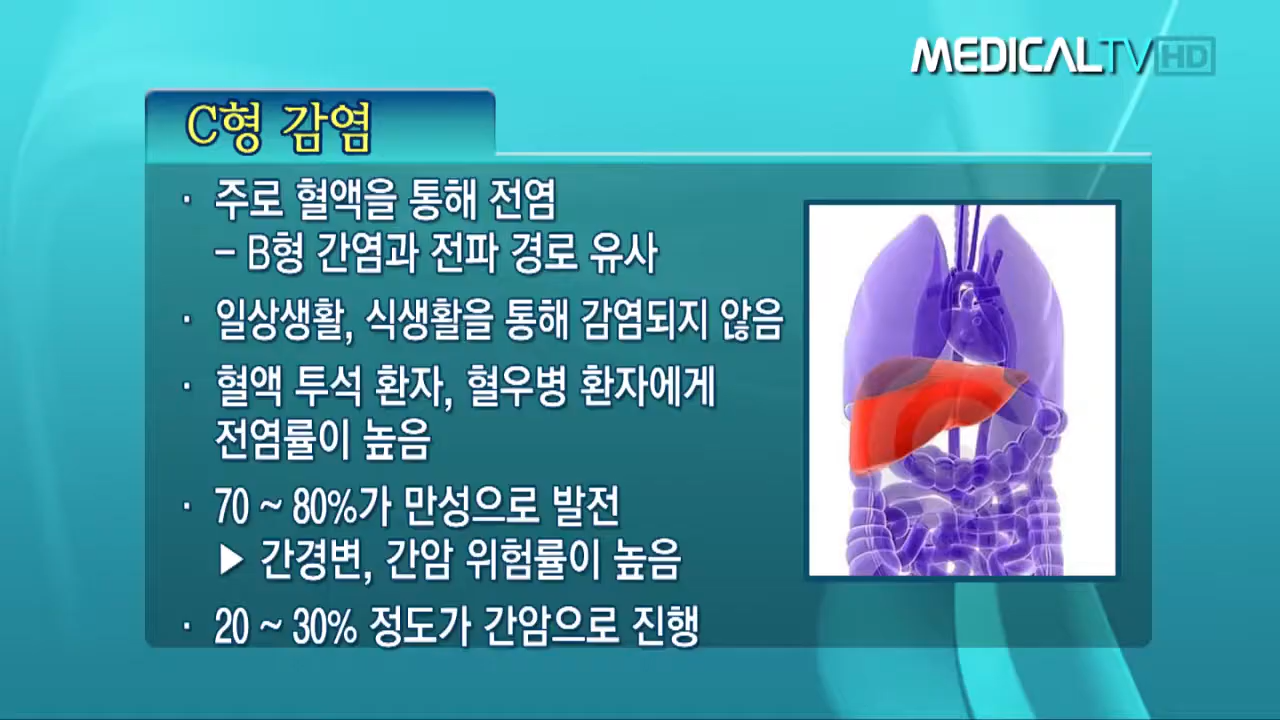 MEDICALTV HD
C형 감염
· 주로 혈액을 통해 전염
– B형 간염과 전파 경로 유사
· 일상생활, 식생활을 통해 감염되지 않음
· 혈액 투석 환자, 혈우병 환자에게
전염률이 높음
· 70 ~ 80%가 만성으로 발전
▶ 간경변, 간암 위험률이 높음
· 20 ~ 30% 정도가 간암으로 진행